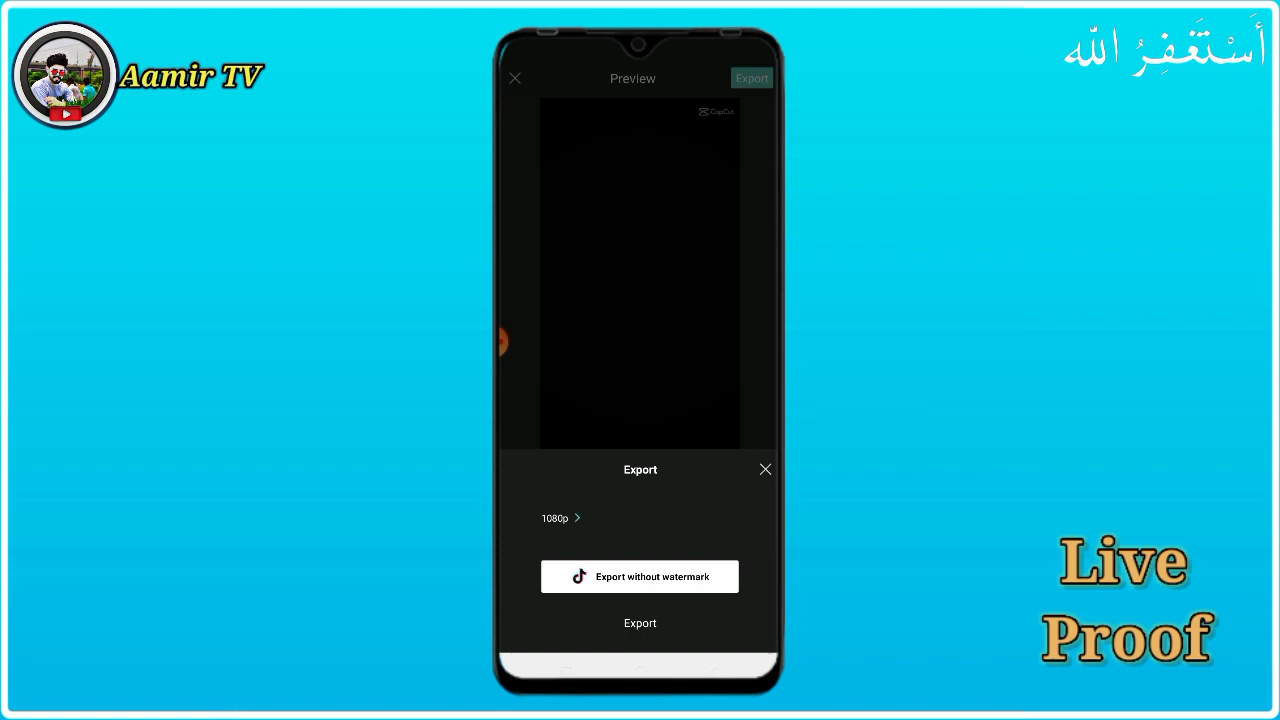 Aamir TV
أَسْتَغْفِرُ اللّٰه
Preview
Export
CapCut
Export
1080p
Export without watermark
Export
Live
Proof